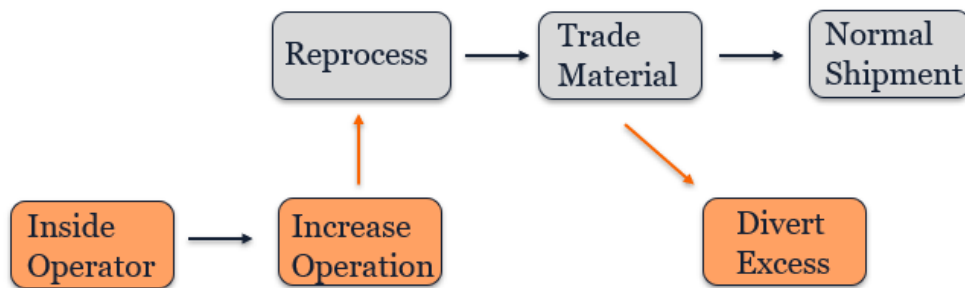 Reprocess
Trade
Material
Normal
Shipment
Inside
Operator
Increase
Operation
Divert
Excess